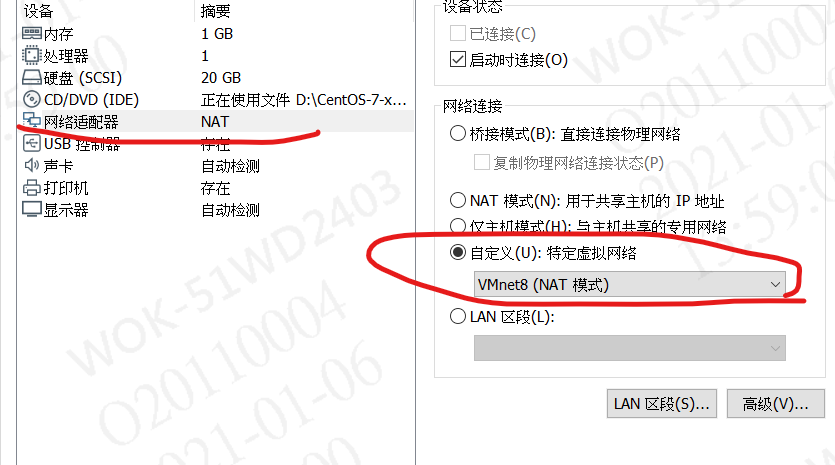 设备 摘要
内存 1 GB
处理器 1
硬盘 (SCSI) 20 GB
CD/DVD (IDE) 正在使用文件 D:\CentOS-7-x...
网络适配器 NAT
USB 控制器 存在
声卡 自动检测
打印机 存在
显示器 自动检测
设备状态
已连接(C)
启动时连接(O)
网络连接
桥接模式(B): 直接连接物理网络
复制物理网络连接状态(P)
NAT 模式(N): 用于共享主机的 IP 地址
仅主机模式(H): 与主机共享的专用网络
自定义(U): 特定虚拟网络
VMnet8 (NAT 模式)
LAN 区段(L):
LAN 区段(S)... 高级(V)...
WOK-51WD2403
O20110004
2021-01-06
WOK-51
O20110004
2021-01
15:59:0